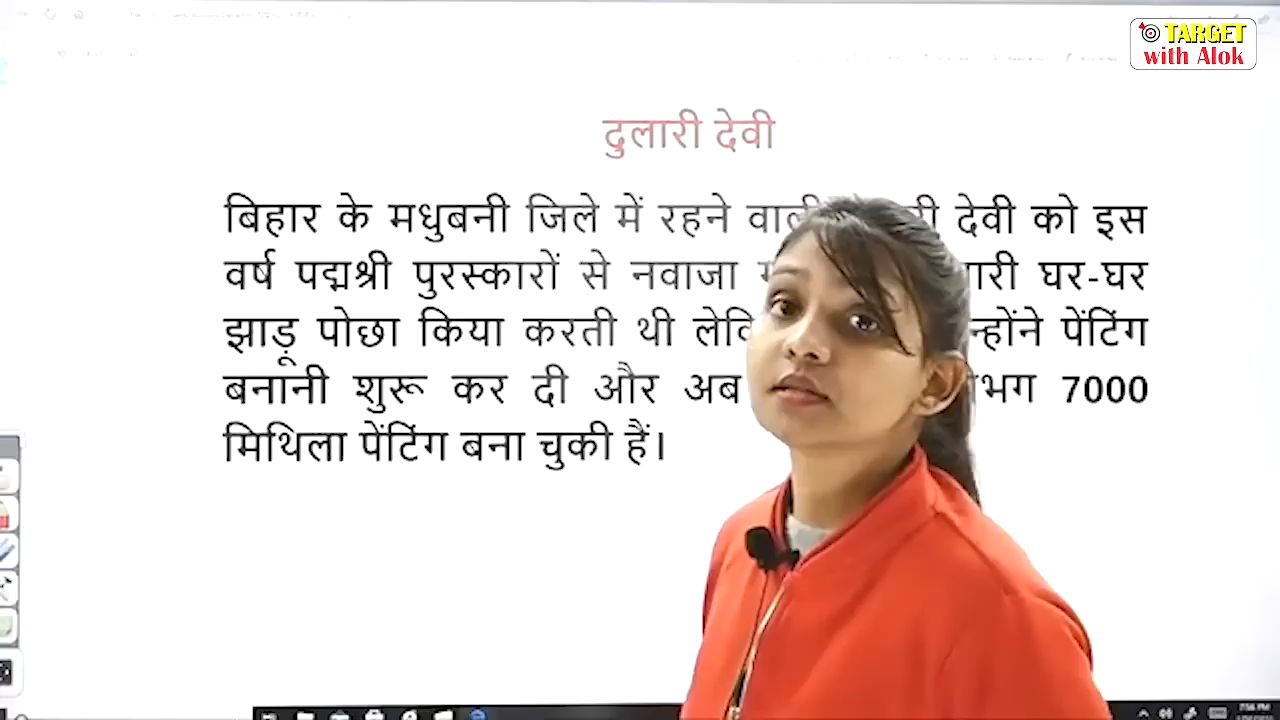 TARGET
with Alok
दुलारी देवी
बिहार के मधुबनी जिले में रहने देवी को इस
वर्ष पद्मश्री पुरस्कारों से नवाजा घर-घर
झाड़ू पोछा किया करती थी पेंटिंग
बनानी शुरू कर दी और अब 7000
मिथिला पेंटिंग बना चुकी हैं।